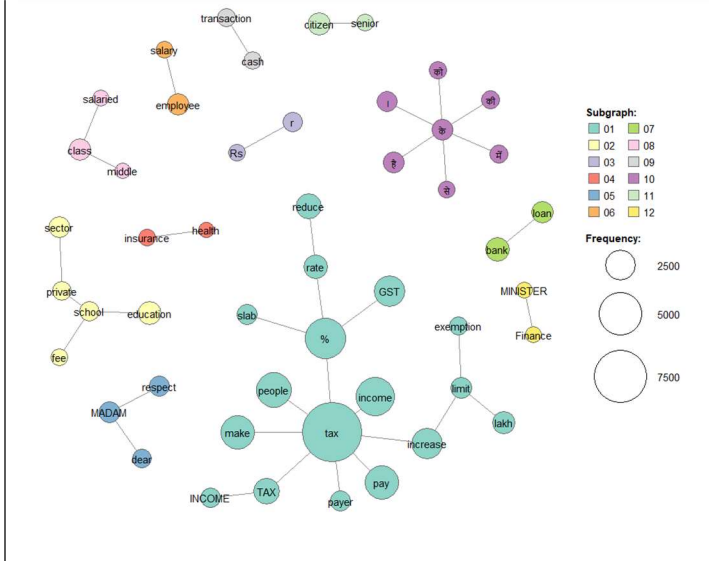 transaction
citizen
senior
salary
cash
को
salaried
employee
।
की
r
Subgraph:
01
07
02
08
03
09
04
10
05
11
06
12
class
Rs
के
middle
है
में
से
reduce
loan
sector
insurance
health
bank
Frequency:
2500
rate
private
GST
MINISTER
school
education
slab
5000
exemption
Finance
%
fee
7500
respect
people
income
limit
MADAM
make
tax
lakh
increase
dear
INCOME
TAX
payer
pay